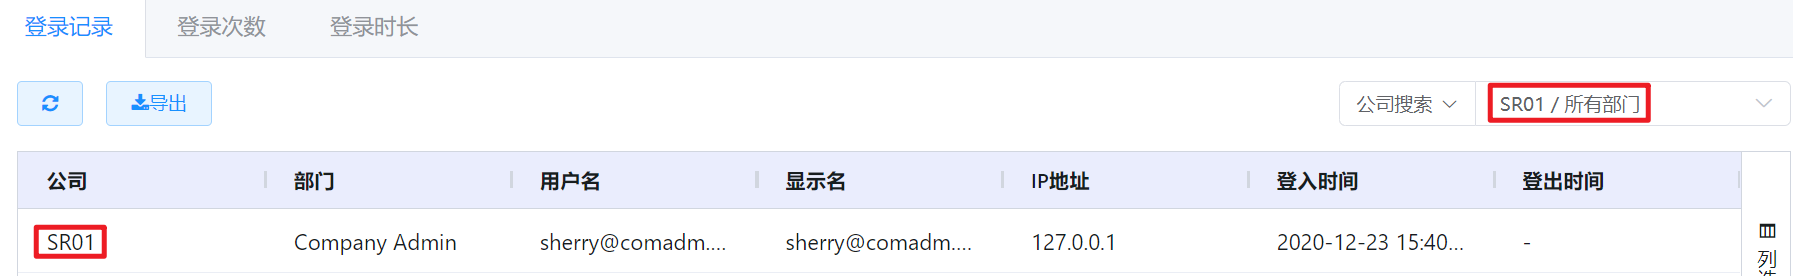 登录记录 登录次数 登录时长
导出 公司搜索 SR01 / 所有部门
公司 部门 用户名 显示名 IP地址 登入时间 登出时间
SR01 Company Admin sherry@comadm.... sherry@comadm.... 127.0.0.1 2020-12-23 15:40... -
列